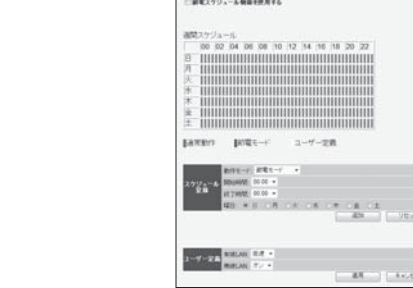 節電スケジュール機能を使用する
週間スケジュール
00 02 04 06 08 10 12 14 16 18 20 22
日
月
火
水
木
金
土
通常動作 節電モード ユーザー定義
スケジュール登録
動作モード 節電モード
開始時間 00:00
終了時間 00:00
曜日 日 月 火 水 木 金 土
追加
ユーザー定義
有線LAN
無線LAN オン
適用